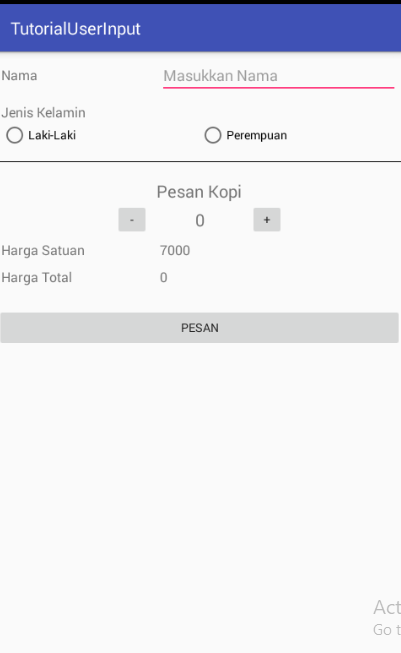 TutorialUserInput
Nama Masukkan Nama
Jenis Kelamin
Laki-Laki Perempuan
Pesan Kopi
- 0 +
Harga Satuan 7000
Harga Total 0
PESAN
Act
Go t